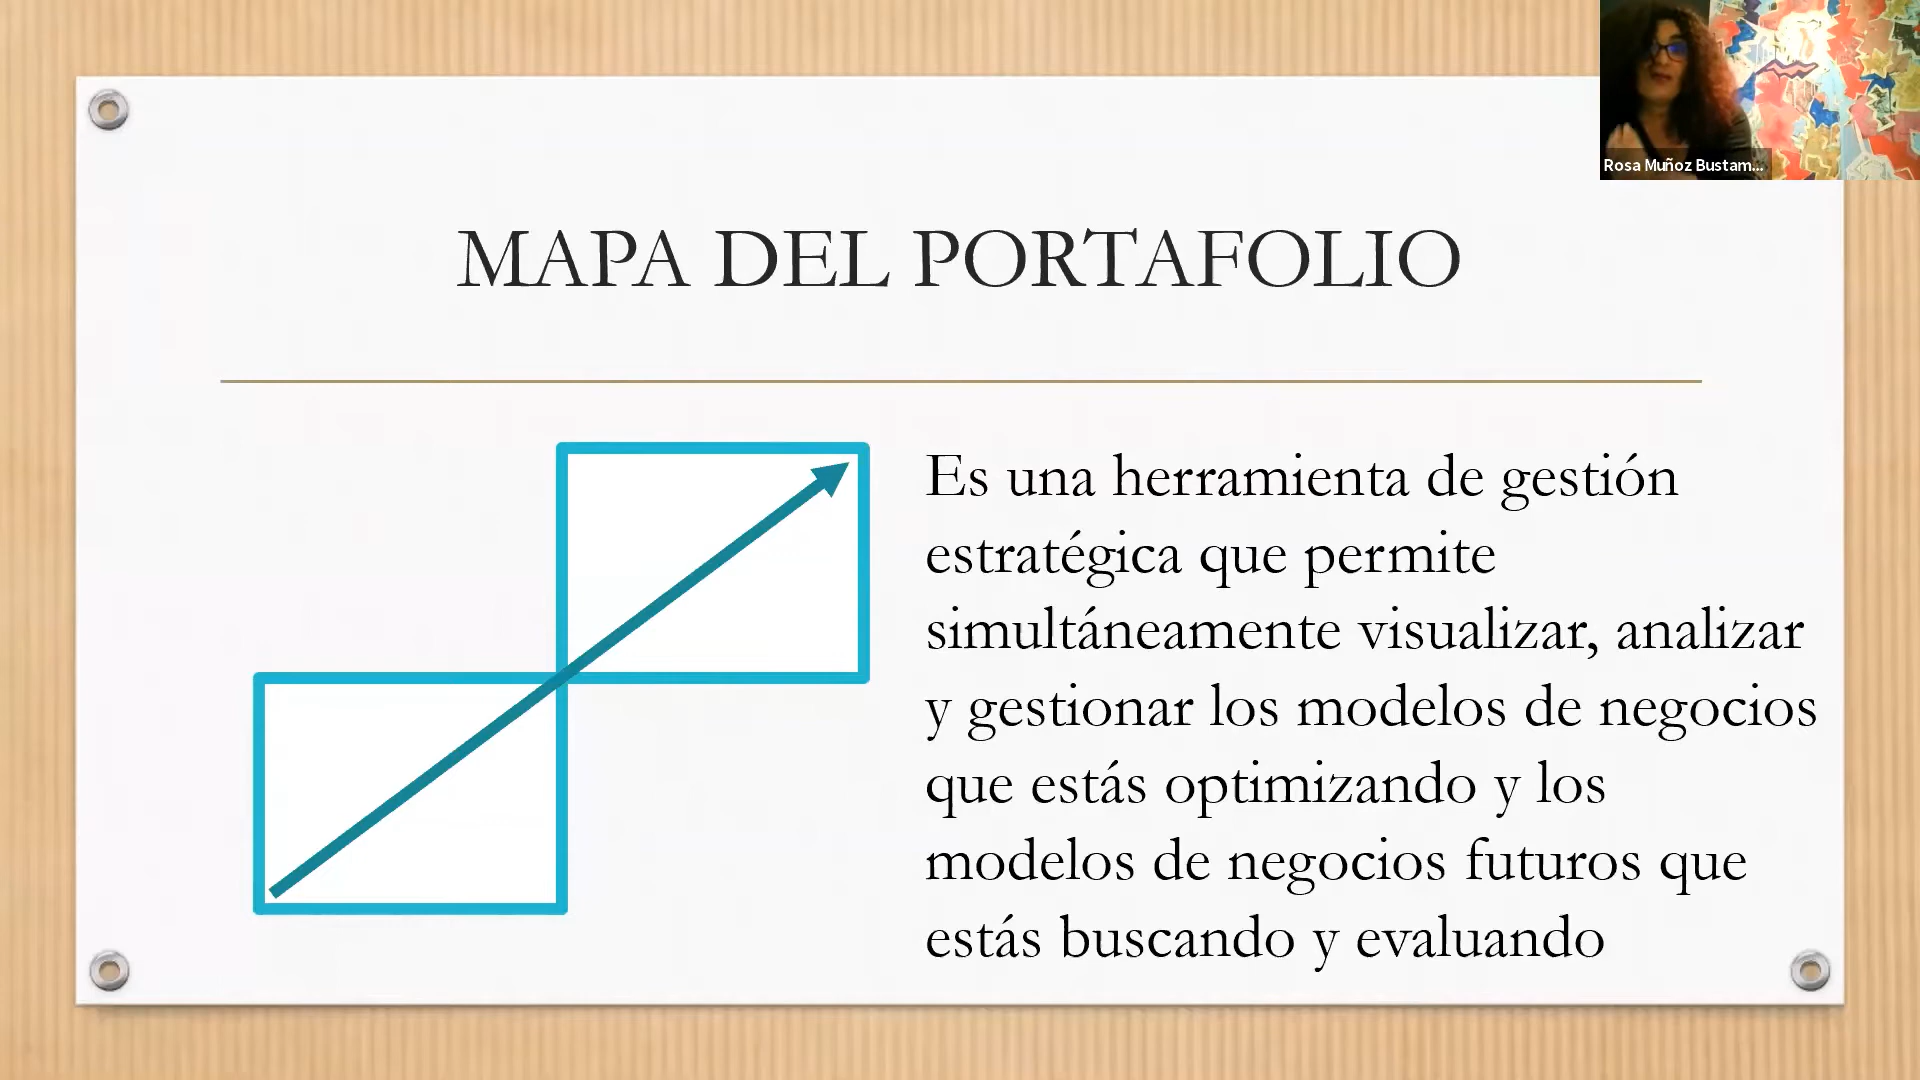 Rosa Muñoz Bustam...
MAPA DEL PORTAFOLIO
Es una herramienta de gestión
estratégica que permite
simultáneamente visualizar, analizar
y gestionar los modelos de negocios
que estás optimizando y los
modelos de negocios futuros que
estás buscando y evaluando